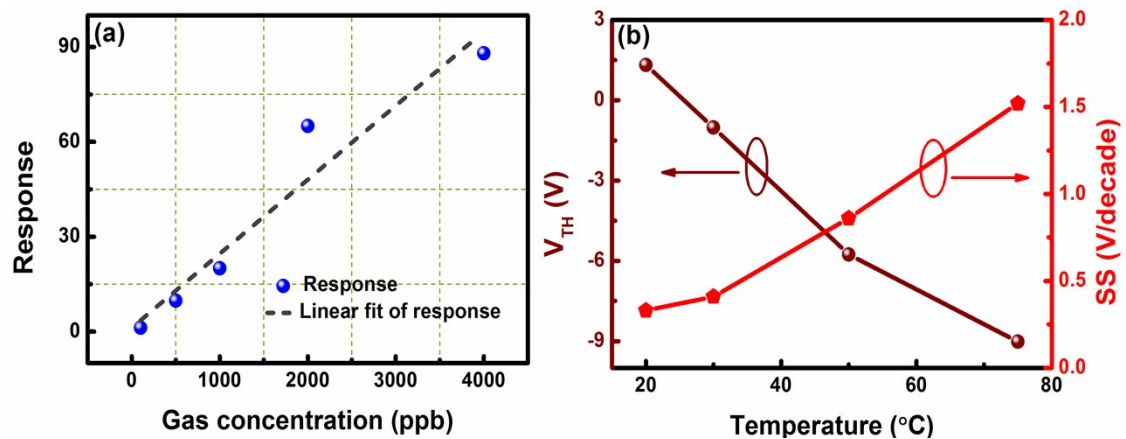 (a)
90
60
30
0
Response
Response
Linear fit of response
0 1000 2000 3000 4000
Gas concentration (ppb)
(b)
3
0
-3
-6
-9
V_TH (V)
2.0
1.5
1.0
0.5
0.0
SS (V/decade)
20 40 60 80
Temperature (°C)